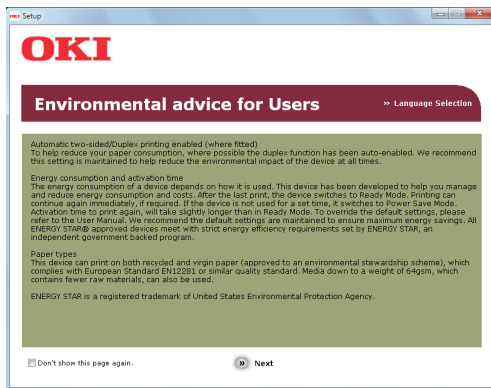 OKI Setup
OKI
Environmental advice for Users
» Language Selection
Automatic two-sided/Duplex printing enabled (where fitted)
To help reduce your paper consumption, where possible the duplex function has been auto-enabled. We recommend
this setting is maintained to help reduce the environmental impact of the device at all times.
Energy consumption and activation time
The energy consumption of a device depends on how it is used. This device has been developed to help you manage
and reduce energy consumption and costs. After the last print, the device switches to Ready Mode. Printing can
continue again immediately, if required. If the device is not used for a set time, it switches to Power Save Mode.
Activation time to print again, will take slightly longer than in Ready Mode. To override the default settings, please
refer to the User Manual. We recommend the default settings are maintained to ensure maximum energy savings. All
ENERGY STAR® approved devices meet with strict energy efficiency requirements set by ENERGY STAR, an
independent government backed program.
Paper types
This device can print on both recycled and virgin paper (approved to an environmental stewardship scheme), which
complies with European Standard EN12281 or similar quality standard. Media down to a weight of 64gsm, which
contains fewer raw materials, can also be used.
ENERGY STAR is a registered trademark of United States Environmental Protection Agency.
Don't show this page again.
» Next